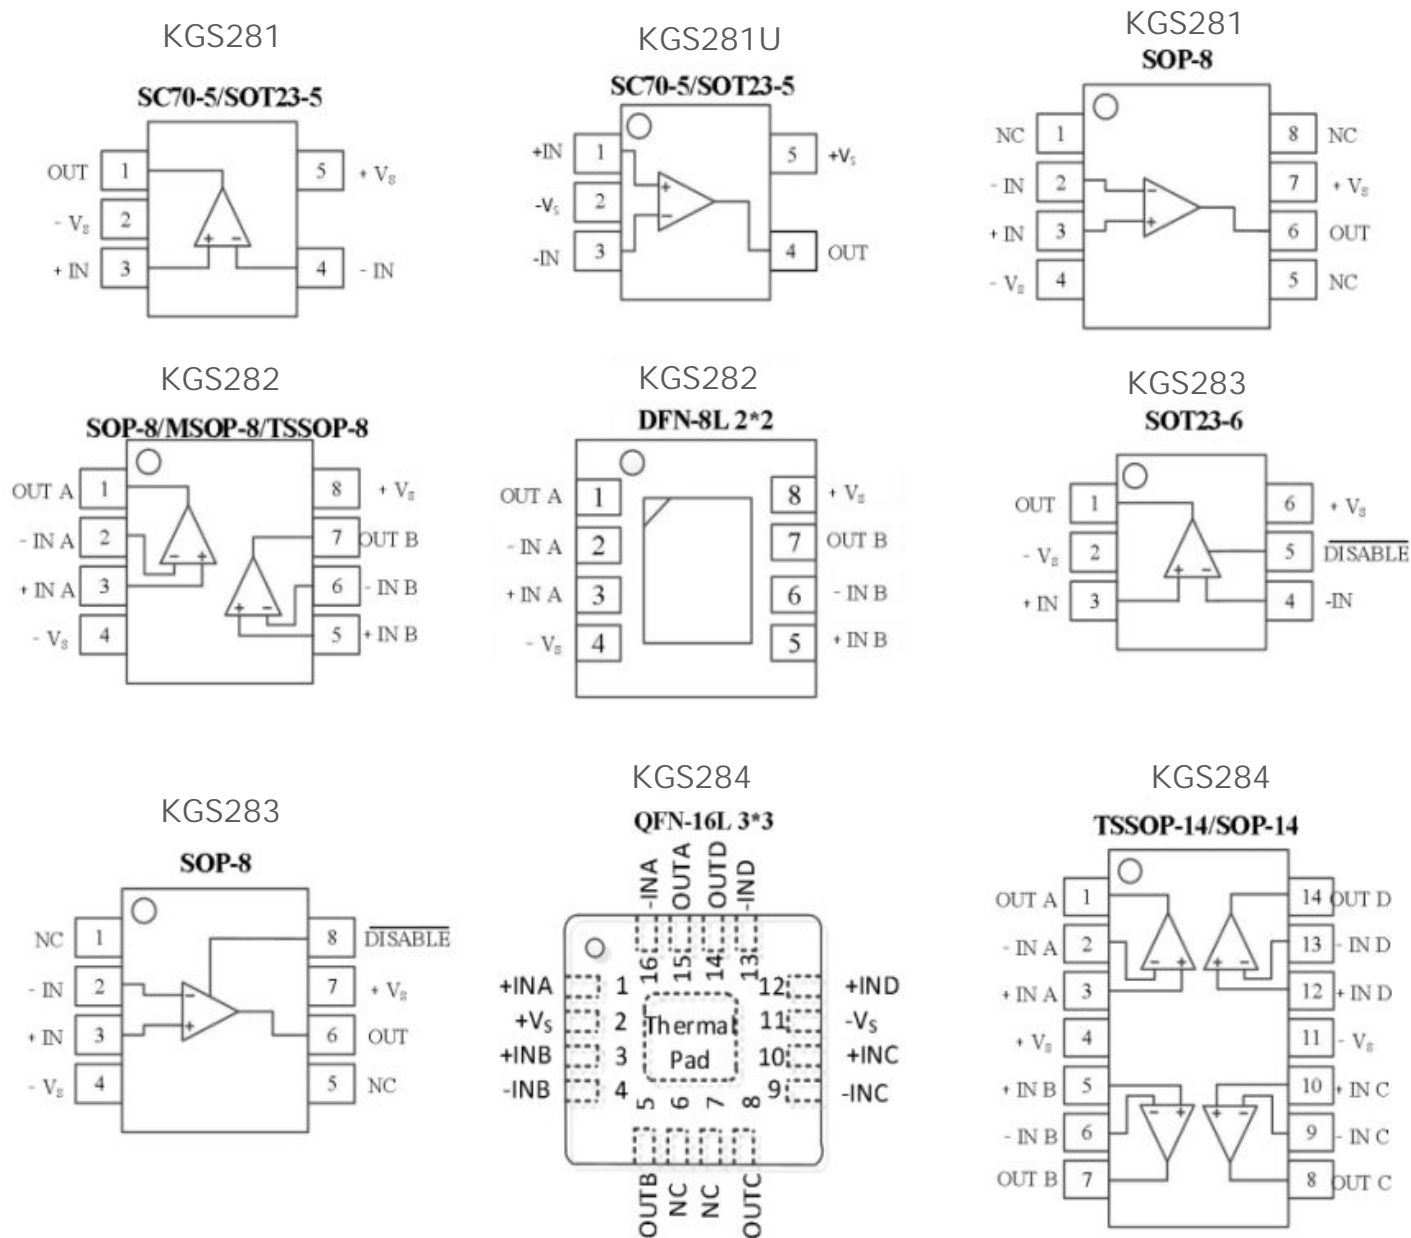 KGS281
SC70-5/SOT23-5
OUT 1 5 + Vs
- Vs 2
+ IN 3 4 - IN
+ -
KGS281U
SC70-5/SOT23-5
+IN 1 5 +Vs
-Vs 2
-IN 3 4 OUT
+
-
KGS281
SOP-8
NC 1 8 NC
- IN 2 7 + Vs
+ IN 3 6 OUT
- Vs 4 5 NC
-
+
KGS282
SOP-8/MSOP-8/TSSOP-8
OUT A 1 8 + Vs
- IN A 2 7 OUT B
+ IN A 3 6 - IN B
- Vs 4 5 + IN B
- +
+ -
KGS282
DFN-8L 2*2
OUT A 1 8 + Vs
- IN A 2 7 OUT B
+ IN A 3 6 - IN B
- Vs 4 5 + IN B
KGS283
SOT23-6
OUT 1 6 + Vs
- Vs 2 5 DISABLE
+ IN 3 4 -IN
+ -
KGS283
SOP-8
NC 1 8 DISABLE
- IN 2 7 + Vs
+ IN 3 6 OUT
- Vs 4 5 NC
-
+
KGS284
QFN-16L 3*3
-INA OUTA OUTD -IND
16 15 14 13
+INA 1 12 +IND
+Vs 2 11 -Vs
+INB 3 10 +INC
-INB 4 9 -INC
Thermal
Pad
5 6 7 8
OUTB NC NC OUTC
KGS284
TSSOP-14/SOP-14
OUT A 1 14 OUT D
- IN A 2 13 - IN D
+ IN A 3 12 + IN D
+ Vs 4 11 - Vs
+ IN B 5 10 + IN C
- IN B 6 9 - IN C
OUT B 7 8 OUT C
- + + -
- + + -